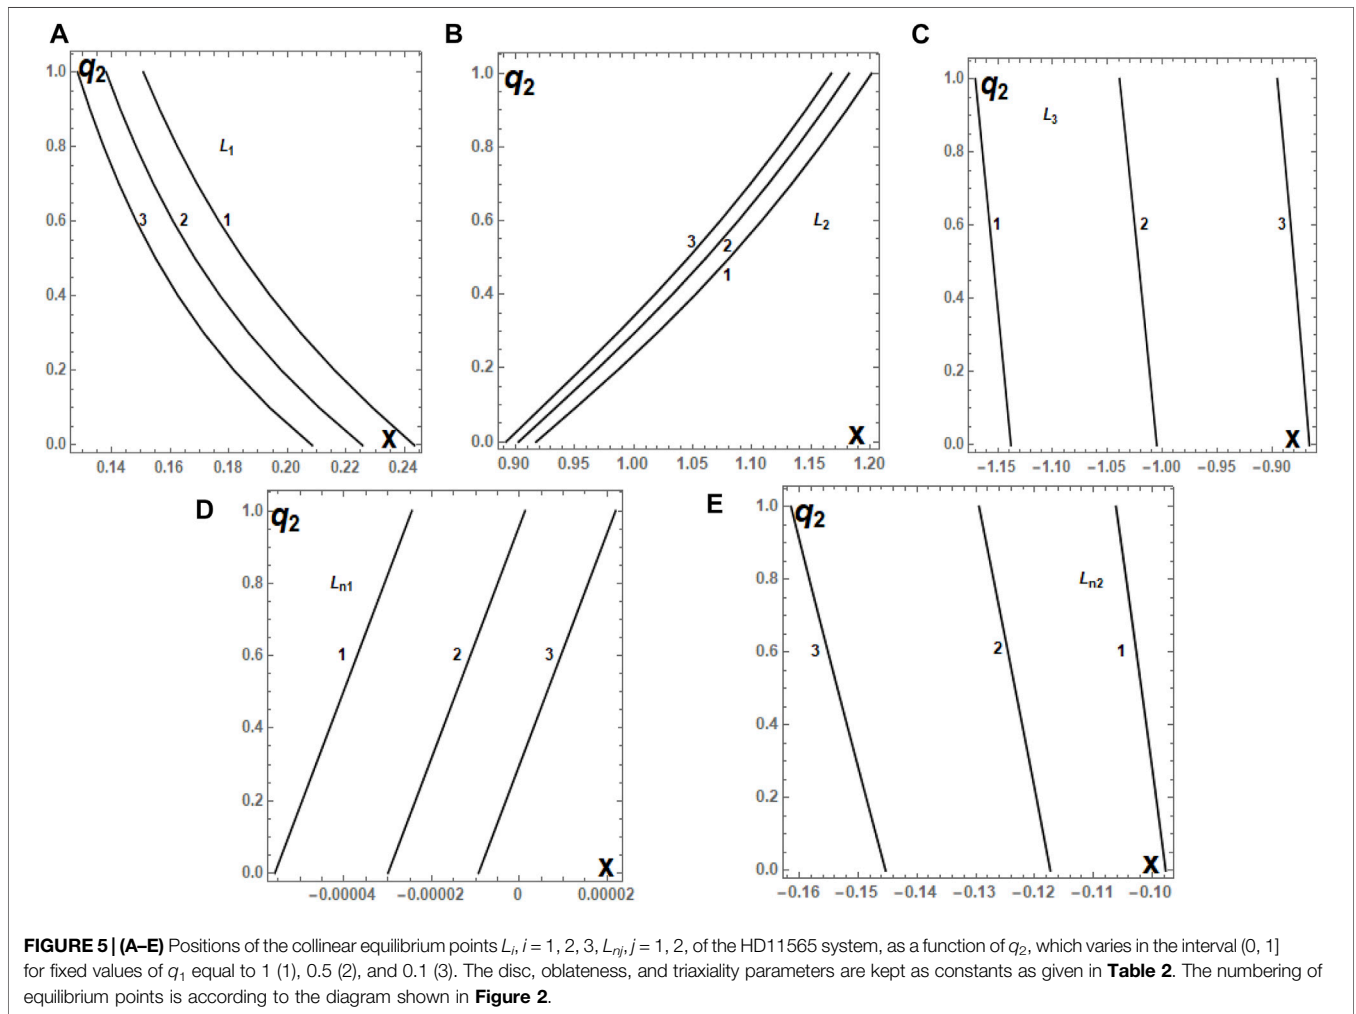 A
q2
1.0
0.8
0.6
0.4
0.2
0.0
L1
3 2 1
X
0.14 0.16 0.18 0.20 0.22 0.24
B
q2
1.0
0.8
0.6
0.4
0.2
0.0
L2
3
2
1
X
0.90 0.95 1.00 1.05 1.10 1.15 1.20
C
q2
1.0
0.8
0.6
0.4
0.2
0.0
L3
1 2 3
X
−1.15 −1.10 −1.05 −1.00 −0.95 −0.90
D
q2
1.0
0.8
0.6
0.4
0.2
0.0
Ln1
1 2 3
X
−0.00004 −0.00002 0 0.00002
E
q2
1.0
0.8
0.6
0.4
0.2
0.0
Ln2
3 2 1
X
−0.16 −0.15 −0.14 −0.13 −0.12 −0.11 −0.10
FIGURE 5 | (A–E) Positions of the collinear equilibrium points Li, i = 1, 2, 3, Lnj, j = 1, 2, of the HD11565 system, as a function of q2, which varies in the interval (0, 1]
for fixed values of q1 equal to 1 (1), 0.5 (2), and 0.1 (3). The disc, oblateness, and triaxiality parameters are kept as constants as given in Table 2. The numbering of
equilibrium points is according to the diagram shown in Figure 2.